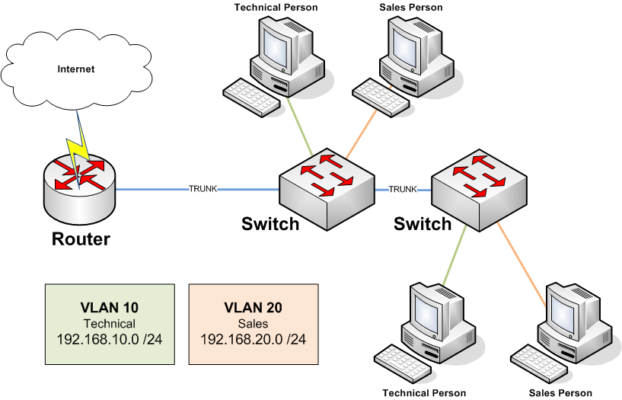 Technical Person
Sales Person
Internet
TRUNK
TRUNK
Router
Switch
Switch
VLAN 10
Technical
192.168.10.0 /24
VLAN 20
Sales
192.168.20.0 /24
Technical Person
Sales Person